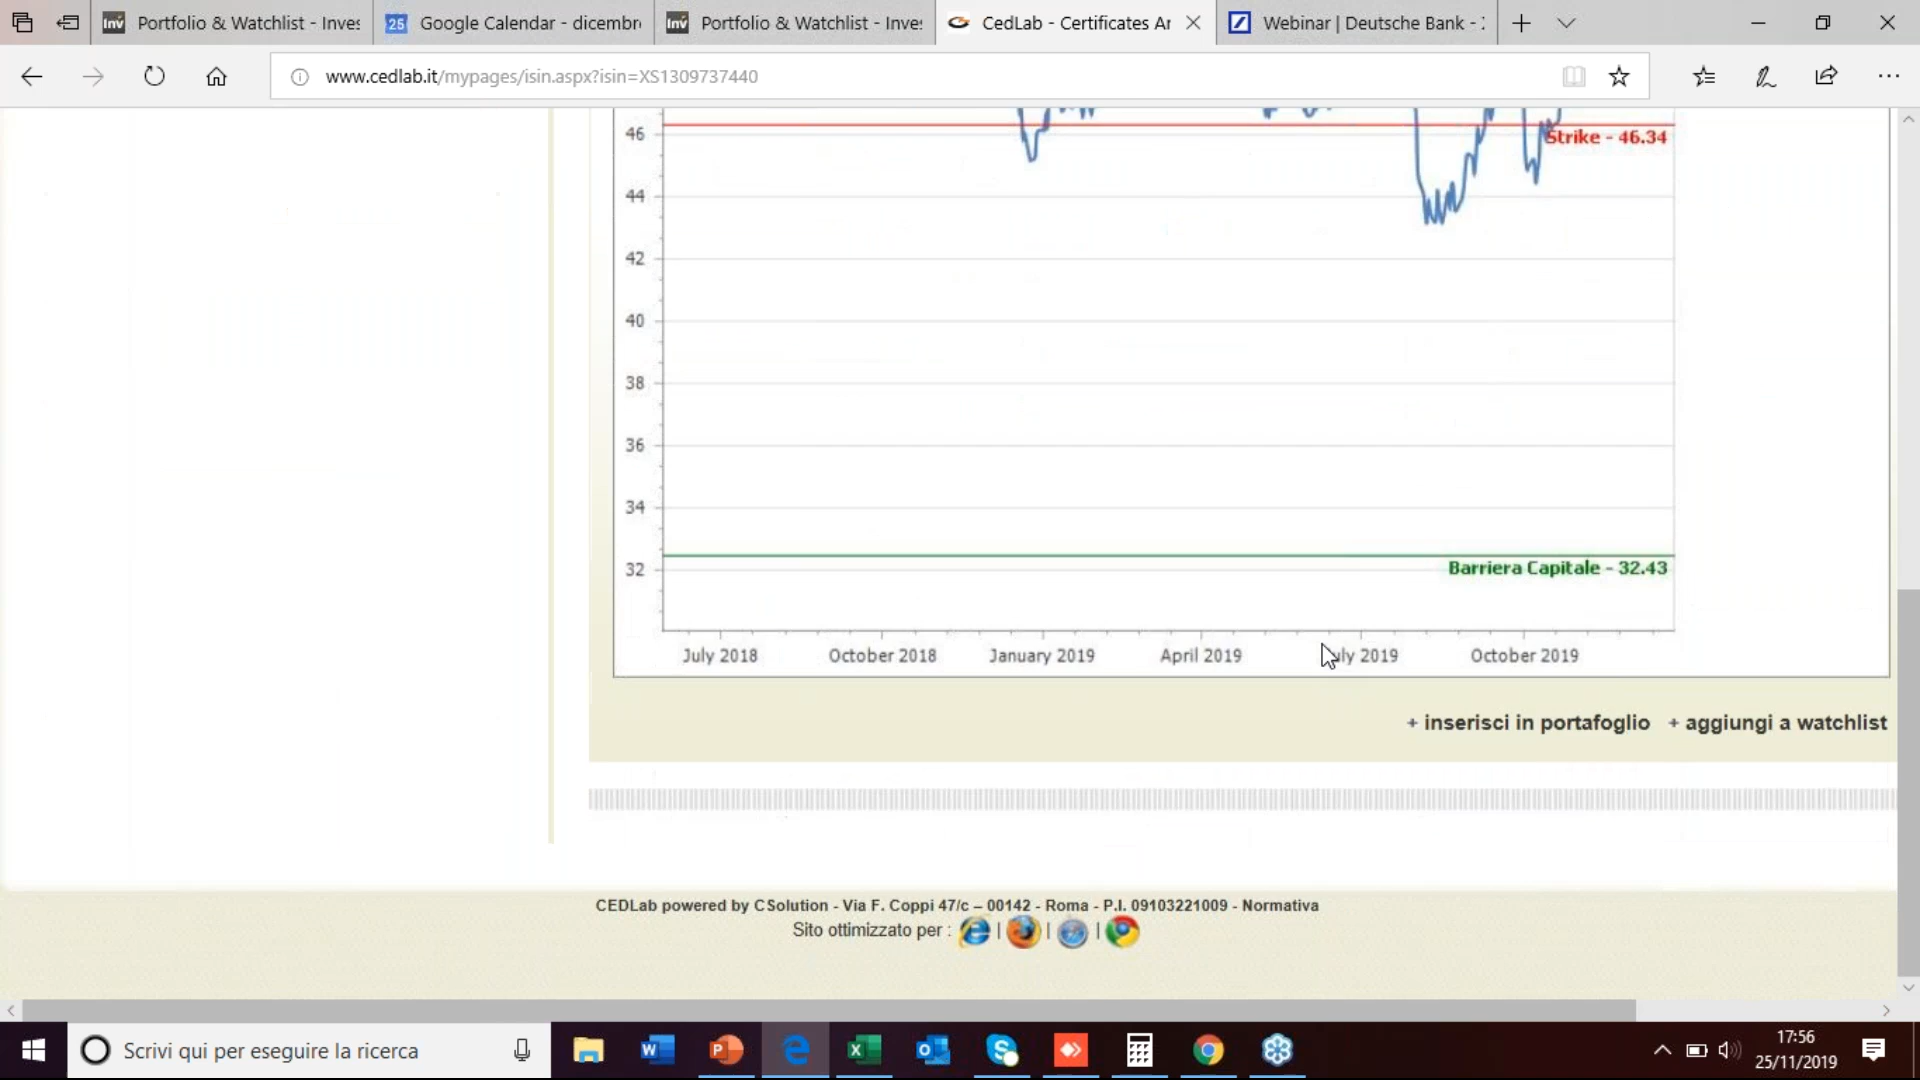 Portfolio & Watchlist - Inves
25 Google Calendar - dicembre
Portfolio & Watchlist - Inves
CedLab - Certificates Ar
Webinar | Deutsche Bank -
www.cedlab.it/mypages/isin.aspx?isin=XS1309737440
46
Strike - 46.34
44
42
40
38
36
34
32
Barriera Capitale - 32.43
July 2018
October 2018
January 2019
April 2019
July 2019
October 2019
+ inserisci in portafoglio + aggiungi a watchlist
CEDLab powered by CSolution - Via F. Coppi 47/c – 00142 - Roma - P.I. 09103221009 - Normativa
Sito ottimizzato per : | | |
Scrivi qui per eseguire la ricerca
17:56
25/11/2019